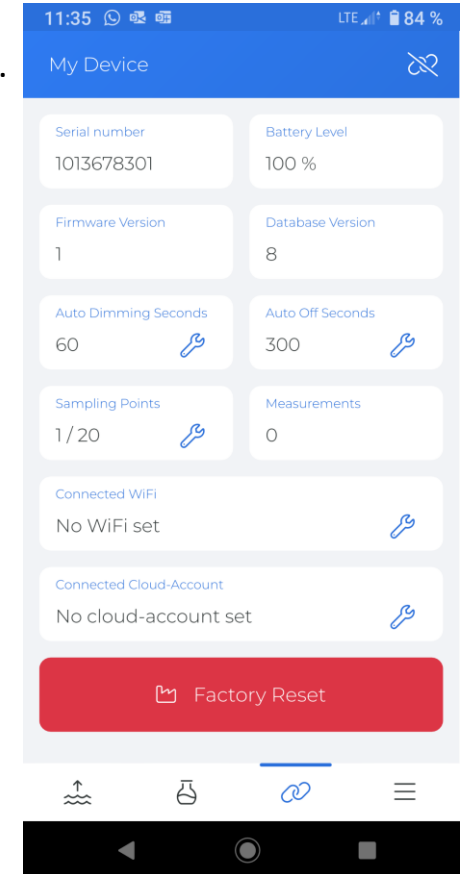 11:35 LTE 84 %
My Device
Serial number Battery Level
1013678301 100 %
Firmware Version Database Version
1 8
Auto Dimming Seconds Auto Off Seconds
60 300
Sampling Points Measurements
1 / 20 0
Connected WiFi
No WiFi set
Connected Cloud-Account
No cloud-account set
Factory Reset